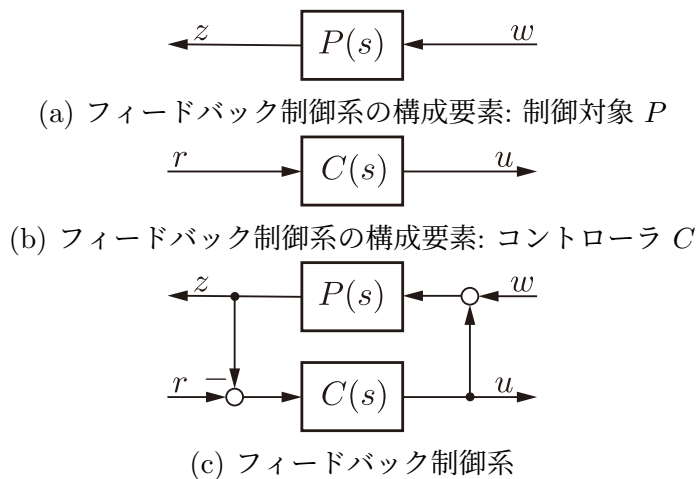 z P(s) w
(a) フィードバック制御系の構成要素: 制御対象 P
r C(s) u
(b) フィードバック制御系の構成要素: コントローラ C
z P(s) w
r − C(s) u
(c) フィードバック制御系